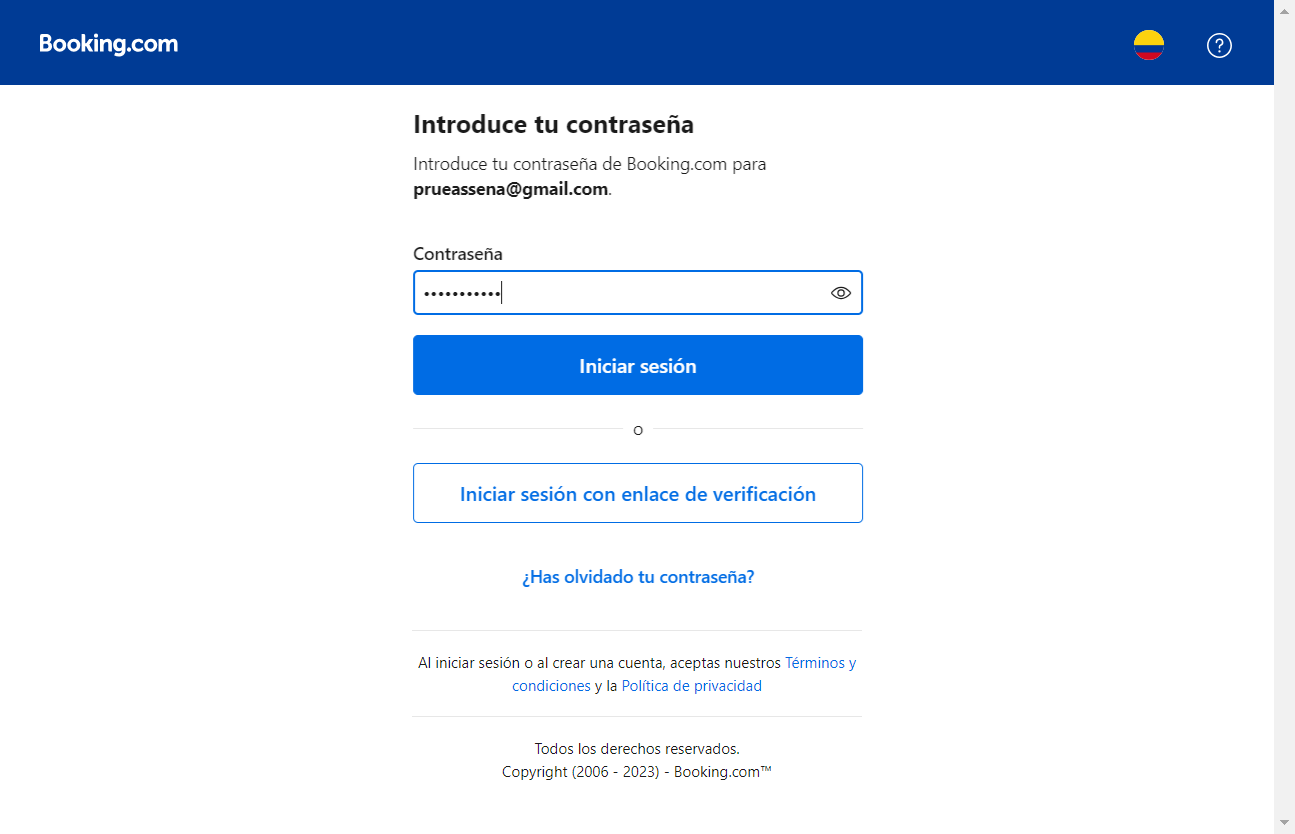 Booking.com
Introduce tu contraseña
Introduce tu contraseña de Booking.com para
prueassena@gmail.com.
Contraseña
•••••••••••
Iniciar sesión
O
Iniciar sesión con enlace de verificación
¿Has olvidado tu contraseña?
Al iniciar sesión o al crear una cuenta, aceptas nuestros Términos y
condiciones y la Política de privacidad
Todos los derechos reservados.
Copyright (2006 - 2023) - Booking.com™